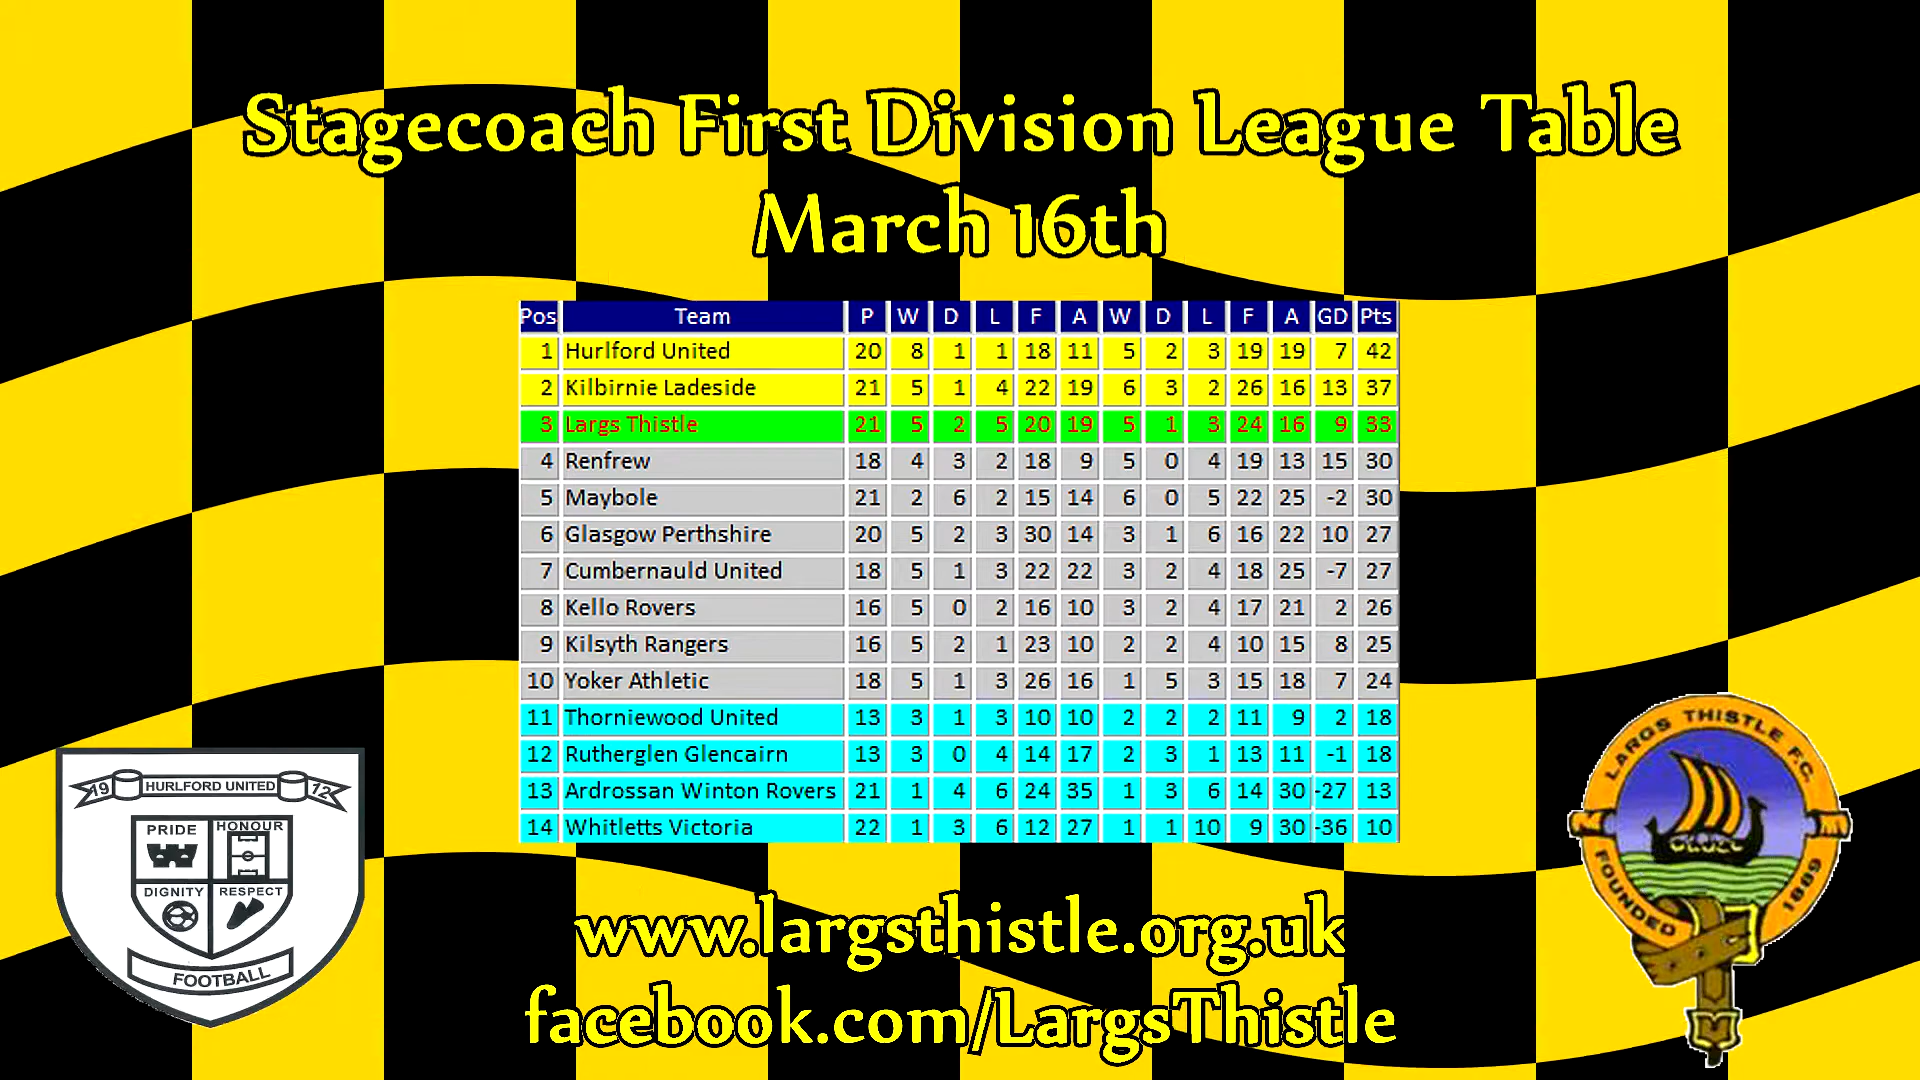 Stagecoach First Division League Table
March 16th
Pos Team P W D L F A W D L F A GD Pts
1 Hurlford United 20 8 1 1 18 11 5 2 3 19 19 7 42
2 Kilbirnie Ladeside 21 5 1 4 22 19 6 3 2 26 16 13 37
3 Largs Thistle 21 5 2 5 20 19 5 1 3 24 16 9 33
4 Renfrew 18 4 3 2 18 9 5 0 4 19 13 15 30
5 Maybole 21 2 6 2 15 14 6 0 5 22 25 -2 30
6 Glasgow Perthshire 20 5 2 3 30 14 3 1 6 16 22 10 27
7 Cumbernauld United 18 5 1 3 22 22 3 2 4 18 25 -7 27
8 Kello Rovers 16 5 0 2 16 10 3 2 4 17 21 2 26
9 Kilsyth Rangers 16 5 2 1 23 10 2 2 4 10 15 8 25
10 Yoker Athletic 18 5 1 3 26 16 1 5 3 15 18 7 24
11 Thorniewood United 13 3 1 3 10 10 2 2 2 11 9 2 18
12 Rutherglen Glencairn 13 3 0 4 14 17 2 3 1 13 11 -1 18
13 Ardrossan Winton Rovers 21 1 4 6 24 35 1 3 6 14 30 -27 13
14 Whitletts Victoria 22 1 3 6 12 27 1 1 10 9 30 -36 10
19 HURLFORD UNITED 12
PRIDE HONOUR
DIGNITY RESPECT
FOOTBALL
LARGS THISTLE F.C.
FOUNDED 1889
www.largsthistle.org.uk
facebook.com/LargsThistle